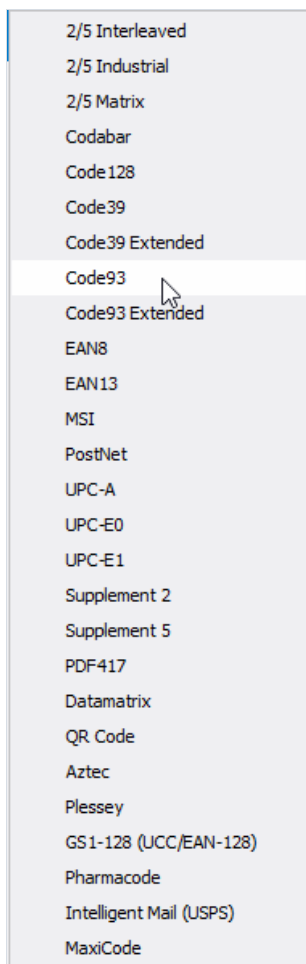 2/5 Interleaved
2/5 Industrial
2/5 Matrix
Codabar
Code128
Code39
Code39 Extended
Code93
Code93 Extended
EAN8
EAN13
MSI
PostNet
UPC-A
UPC-E0
UPC-E1
Supplement 2
Supplement 5
PDF417
Datamatrix
QR Code
Aztec
Plessey
GS1-128 (UCC/EAN-128)
Pharmacode
Intelligent Mail (USPS)
MaxiCode